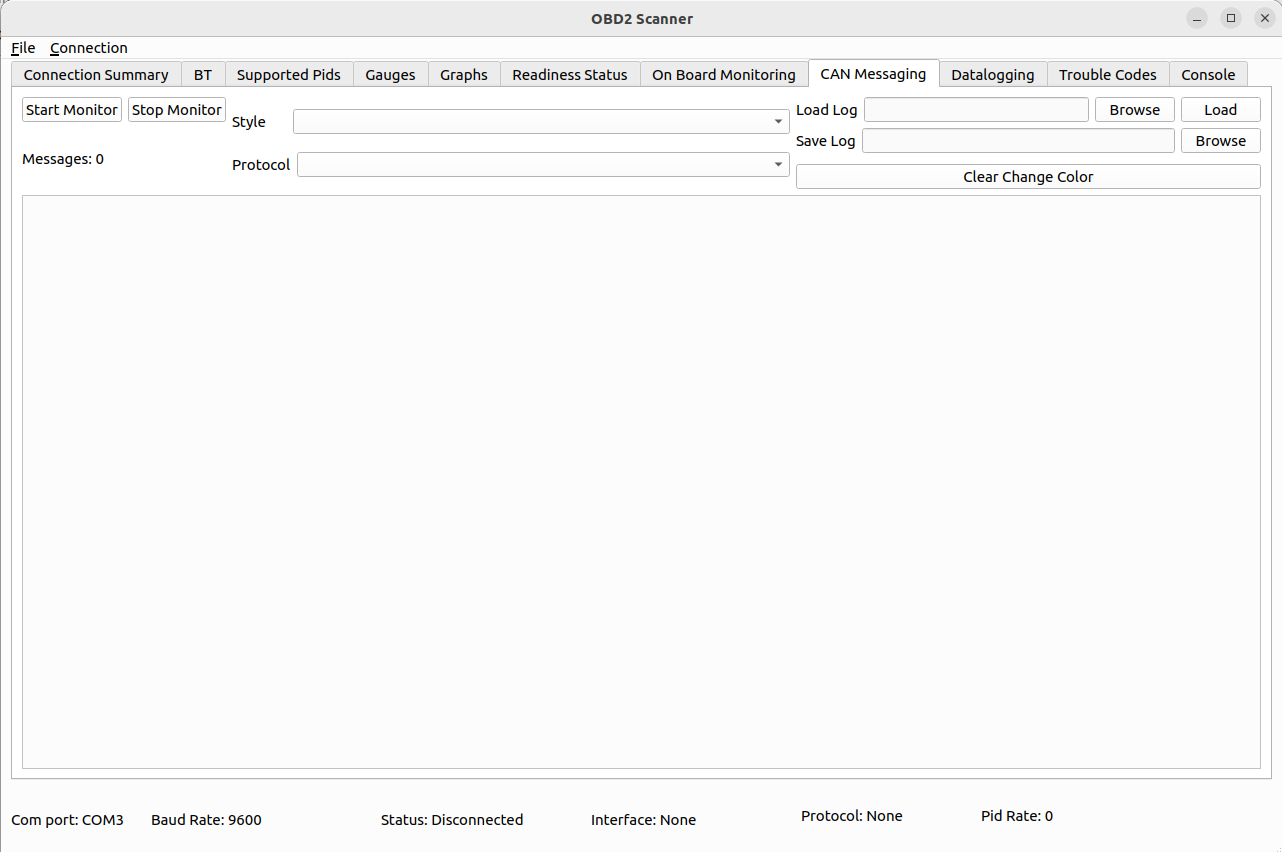 OBD2 Scanner
File Connection
Connection Summary BT Supported Pids Gauges Graphs Readiness Status On Board Monitoring CAN Messaging Datalogging Trouble Codes Console
Start Monitor Stop Monitor Style Load Log Browse Load
Save Log Browse
Messages: 0 Protocol
Clear Change Color
Com port: COM3 Baud Rate: 9600 Status: Disconnected Interface: None Protocol: None Pid Rate: 0